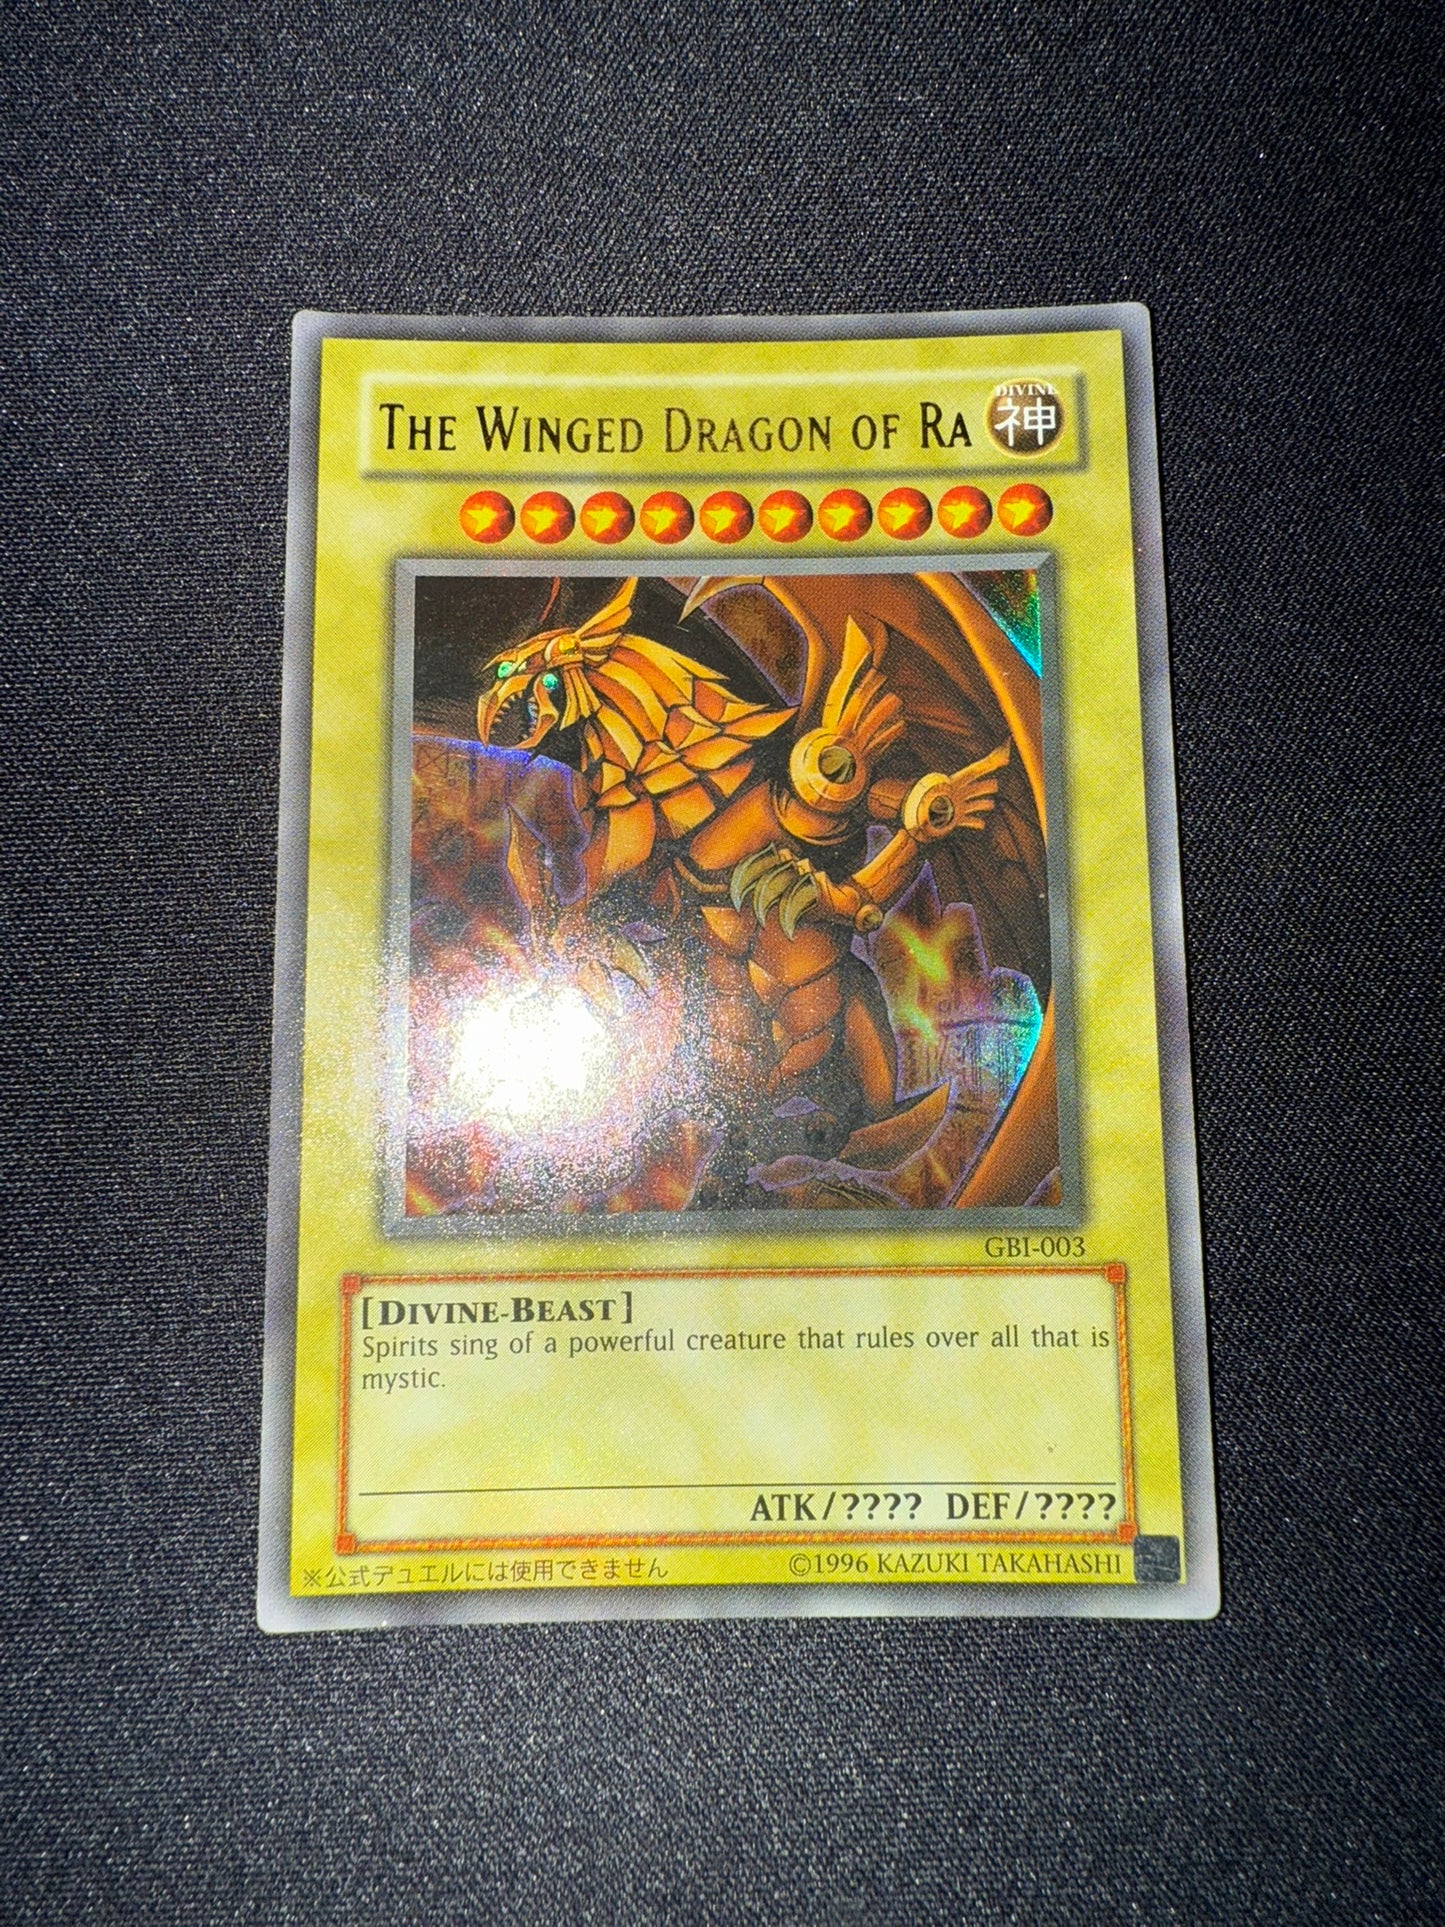 THE WINGED DRAGON OF RA
DIVINE
神
GBI-003
[DIVINE-BEAST]
Spirits sing of a powerful creature that rules over all that is
mystic.
ATK/???? DEF/????
※公式デュエルには使用できません
©1996 KAZUKI TAKAHASHI